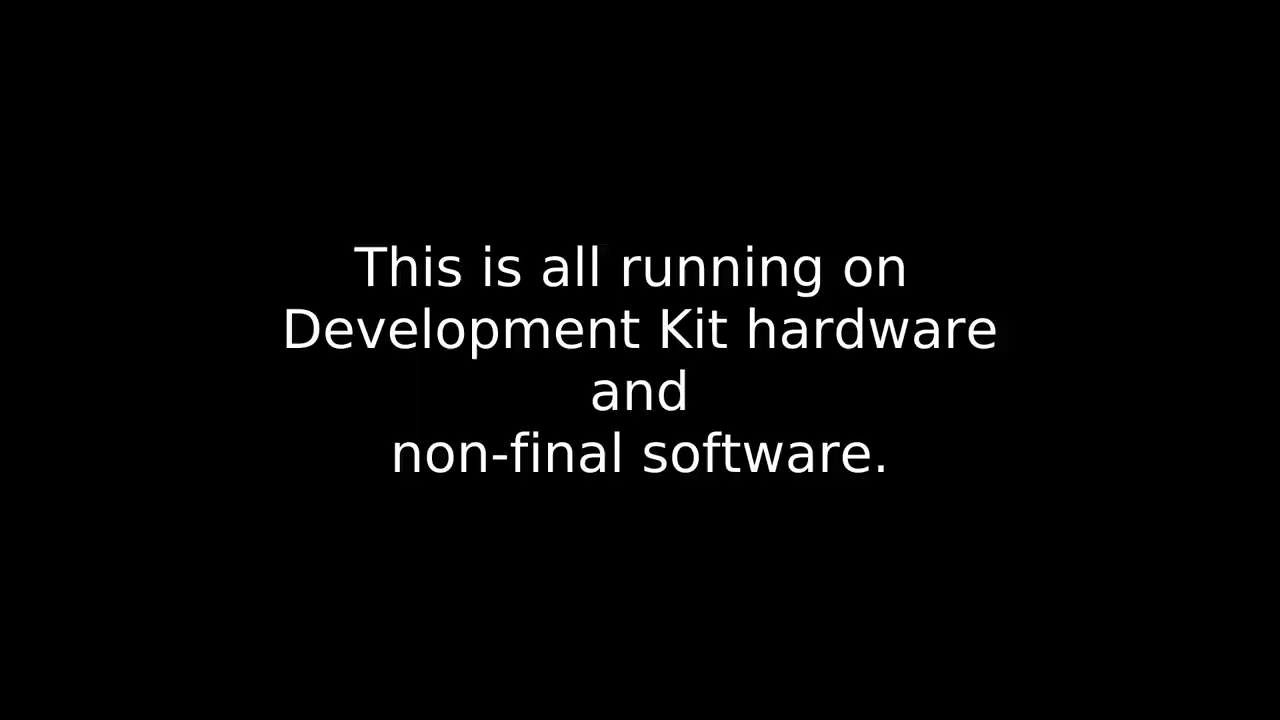 This is all running on
Development Kit hardware
and
non-final software.